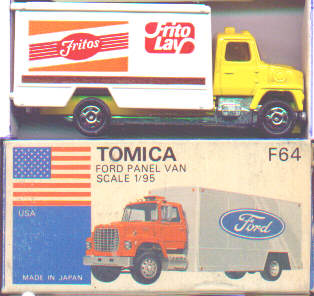 Fritos
Frito
Lay
TOMICA
F64
FORD PANEL VAN
SCALE 1/95
USA
Ford
MADE IN JAPAN